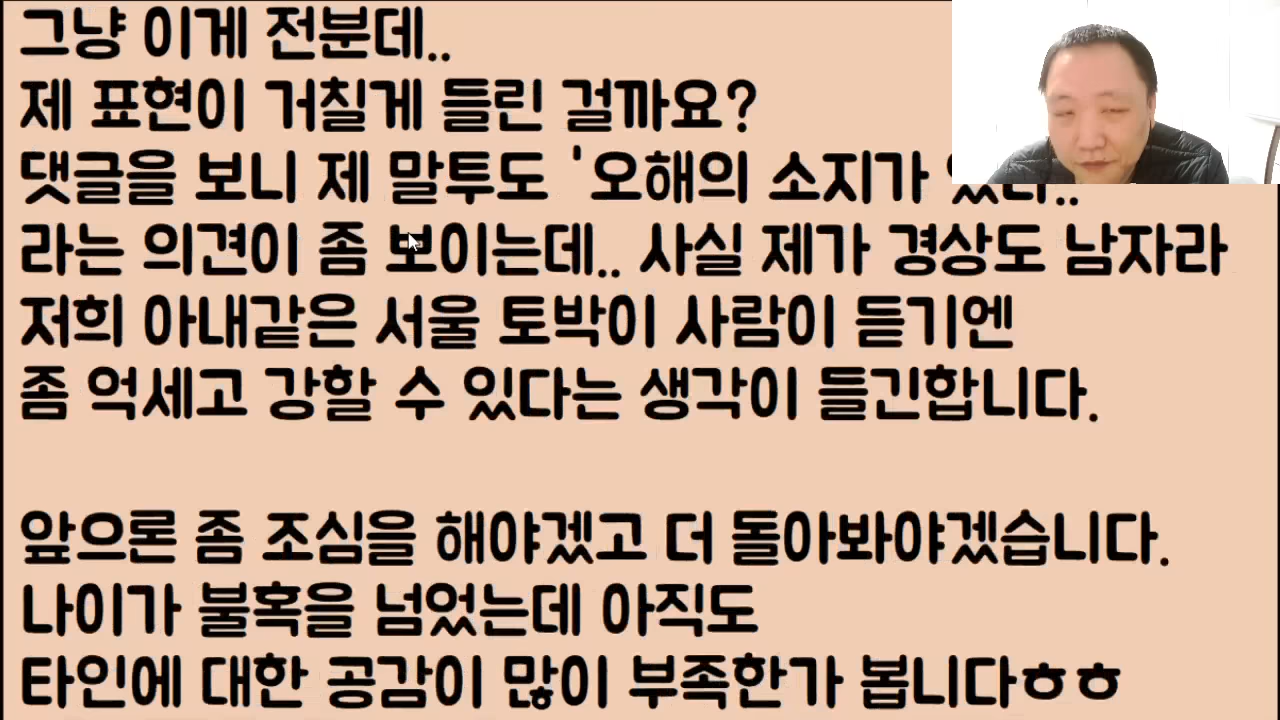 그냥 이게 전분데..
제 표현이 거칠게 들린 걸까요?
댓글을 보니 제 말투도 '오해의 소지가
라는 의견이 좀 보이는데.. 사실 제가 경상도 남자라
저희 아내같은 서울 토박이 사람이 듣기엔
좀 억세고 강할 수 있다는 생각이 들긴합니다.
앞으론 좀 조심을 해야겠고 더 돌아봐야겠습니다.
나이가 불혹을 넘었는데 아직도
타인에 대한 공감이 많이 부족한가 봅니다ㅎㅎ